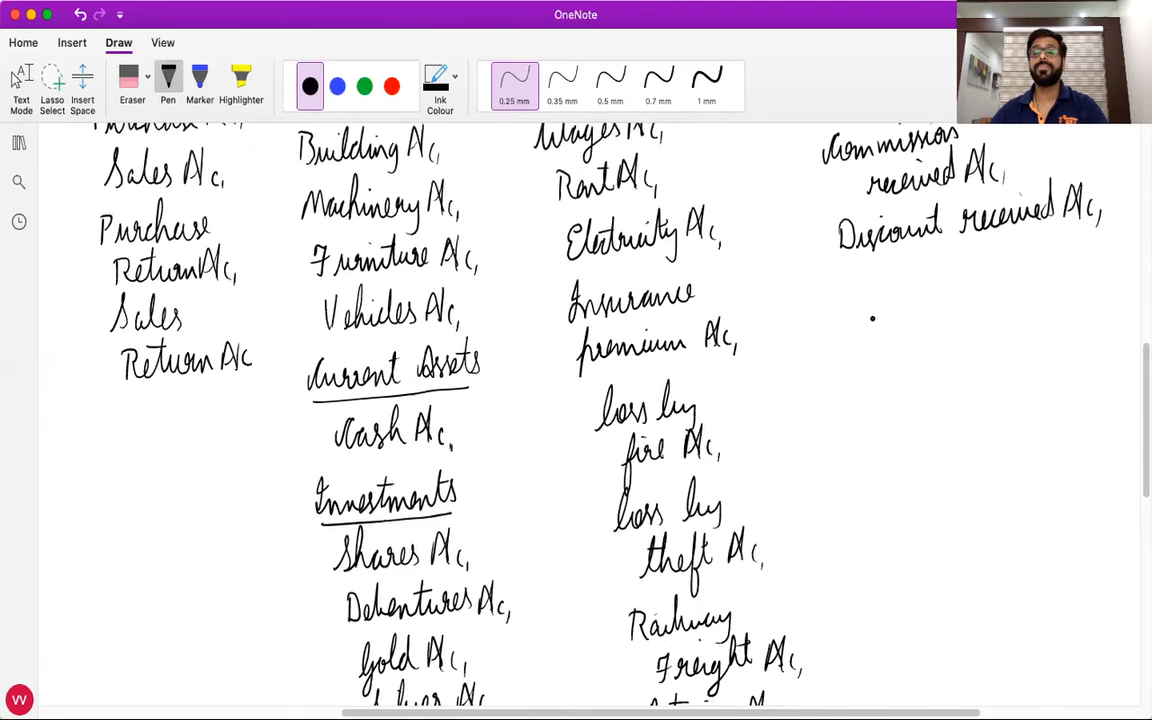 OneNote
Home Insert Draw View
Text Mode
Lasso Select
Insert Space
Eraser
Pen
Marker
Highlighter
Ink Colour
0.25 mm
0.35 mm
0.5 mm
0.7 mm
1 mm
Sales A/c,
Purchase
Return A/c,
Sales
Return A/c
Building A/c,
Machinery A/c,
Furniture A/c,
Vehicles A/c,
Current Assets
Cash A/c,
Investments
Shares A/c,
Debentures A/c,
Gold A/c,
Silver A/c,
Wages A/c,
Rent A/c,
Electricity A/c,
Insurance
premium A/c,
loss by
fire A/c,
loss by
theft A/c,
Railway
Freight A/c,
Commission
received A/c,
Discount received A/c,
VV